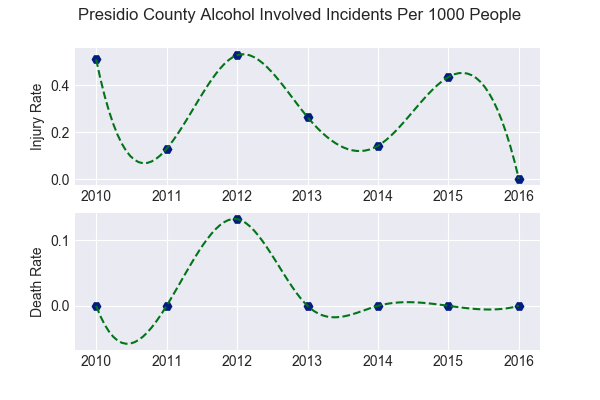 Presidio County Alcohol Involved Incidents Per 1000 People
Injury Rate
0.4
0.2
0.0
2010 2011 2012 2013 2014 2015 2016
Death Rate
0.1
0.0
2010 2011 2012 2013 2014 2015 2016